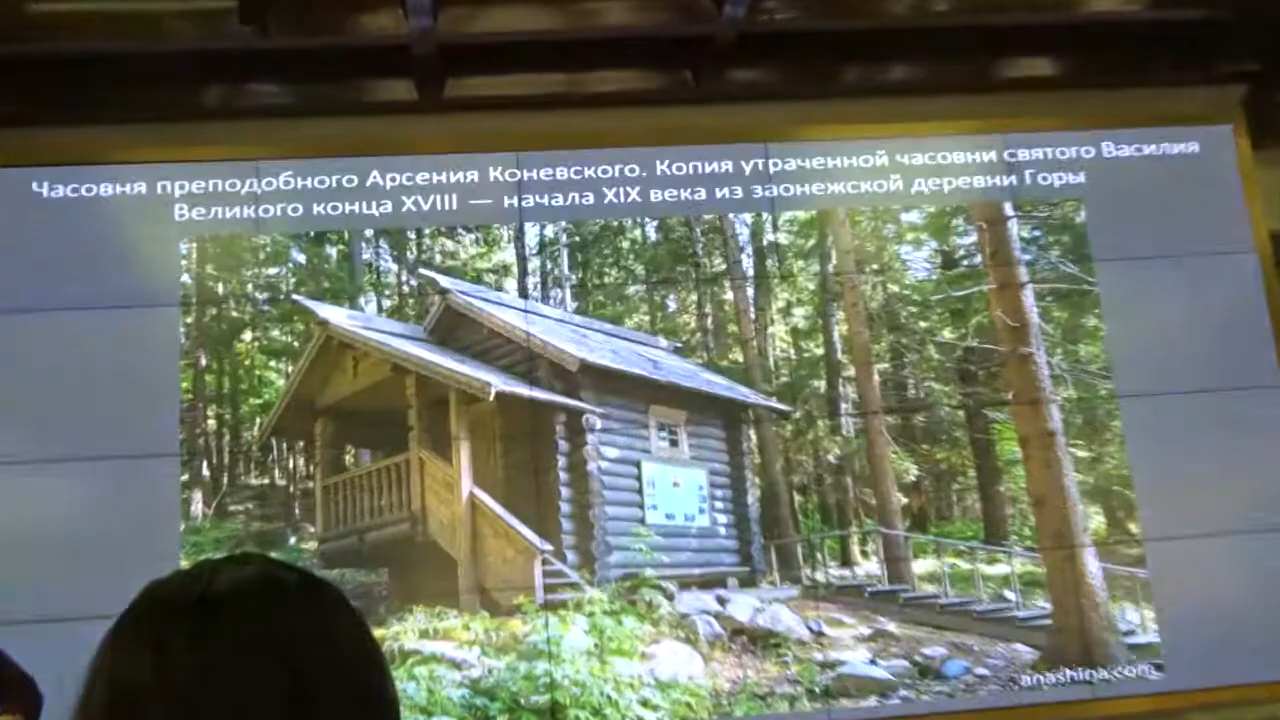 Часовня преподобного Арсения Коневского. Копия утраченной часовни святого Василия
Великого конца XVIII — начала XIX века из заонежской деревни Горы
anashina.com